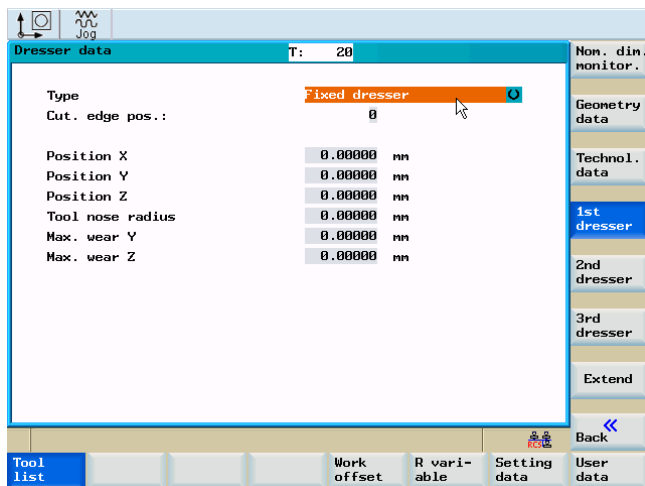 Jog
Dresser data T: 20
Type Fixed dresser
Cut. edge pos.: 0
Position X 0.00000 mm
Position Y 0.00000 mm
Position Z 0.00000 mm
Tool nose radius 0.00000 mm
Max. wear Y 0.00000 mm
Max. wear Z 0.00000 mm
Nom. dim.
monitor.
Geometry
data
Technol.
data
1st
dresser
2nd
dresser
3rd
dresser
Extend
Back
RCS
Tool
list
Work
offset
R vari-
able
Setting
data
User
data